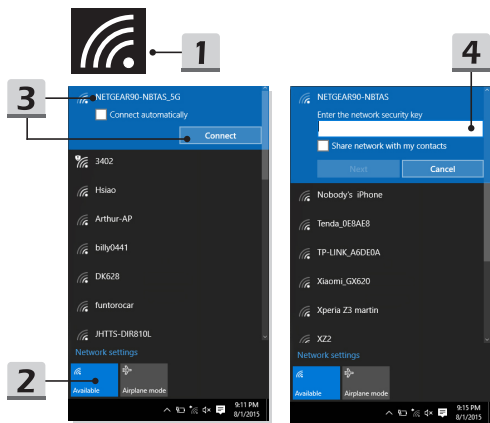 1
3
NETGEAR90-NBTAS_5G
Connect automatically
Connect
3402
Hsiao
Arthur-AP
billy0441
DK628
funtorocar
JHTTS-DIR810L
Network settings
2
Available
Airplane mode
9:11 PM
8/1/2015
4
NETGEAR90-NBTAS
Enter the network security key
Share network with my contacts
Next
Cancel
Nobody's iPhone
Tenda_0E8AE8
TP-LINK_A6DE0A
Xiaomi_GX620
Xperia Z3 martin
XZ2
Network settings
Available
Airplane mode
9:15 PM
8/1/2015